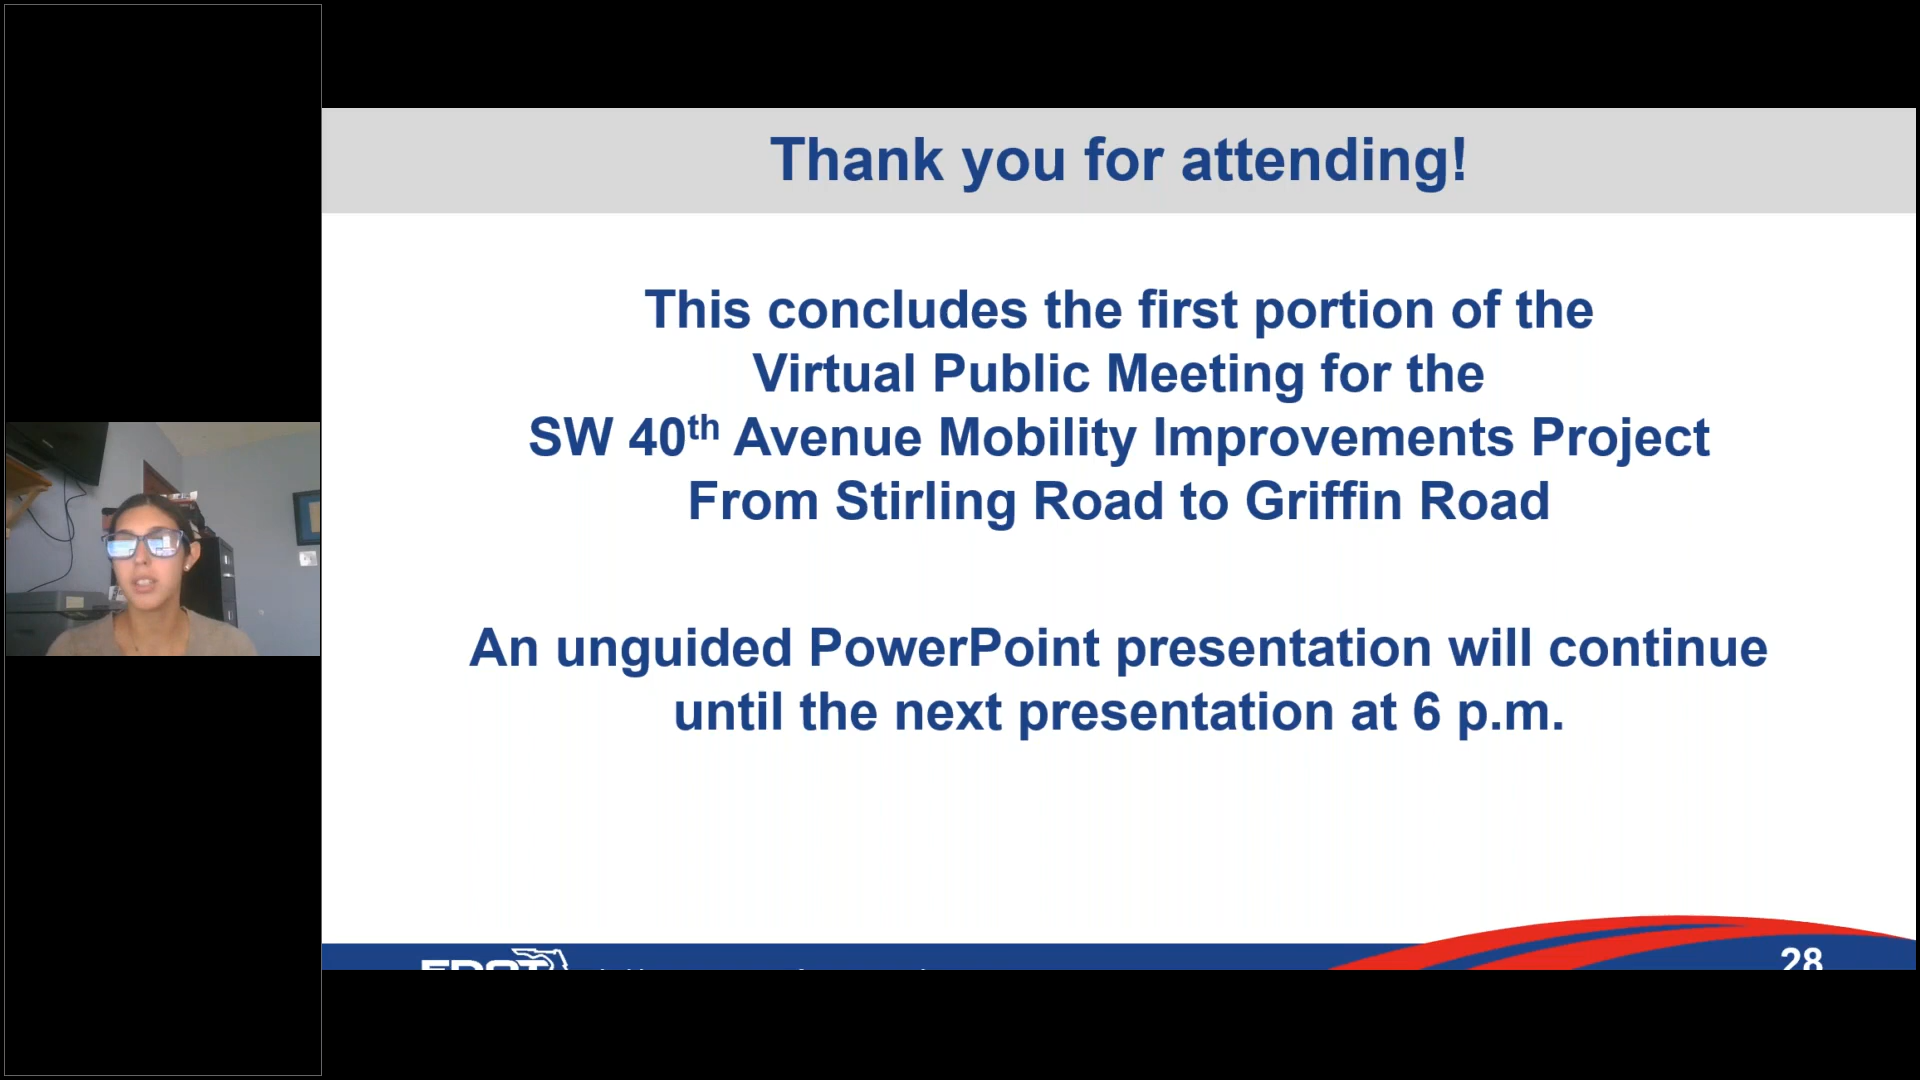 Thank you for attending!
This concludes the first portion of the
Virtual Public Meeting for the
SW 40th Avenue Mobility Improvements Project
From Stirling Road to Griffin Road
An unguided PowerPoint presentation will continue
until the next presentation at 6 p.m.
FDOT
28